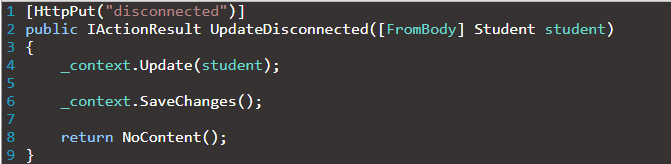 1 [HttpPut("disconnected")]
2 public IActionResult UpdateDisconnected([FromBody] Student student)
3 {
4     _context.Update(student);
5
6     _context.SaveChanges();
7
8     return NoContent();
9 }